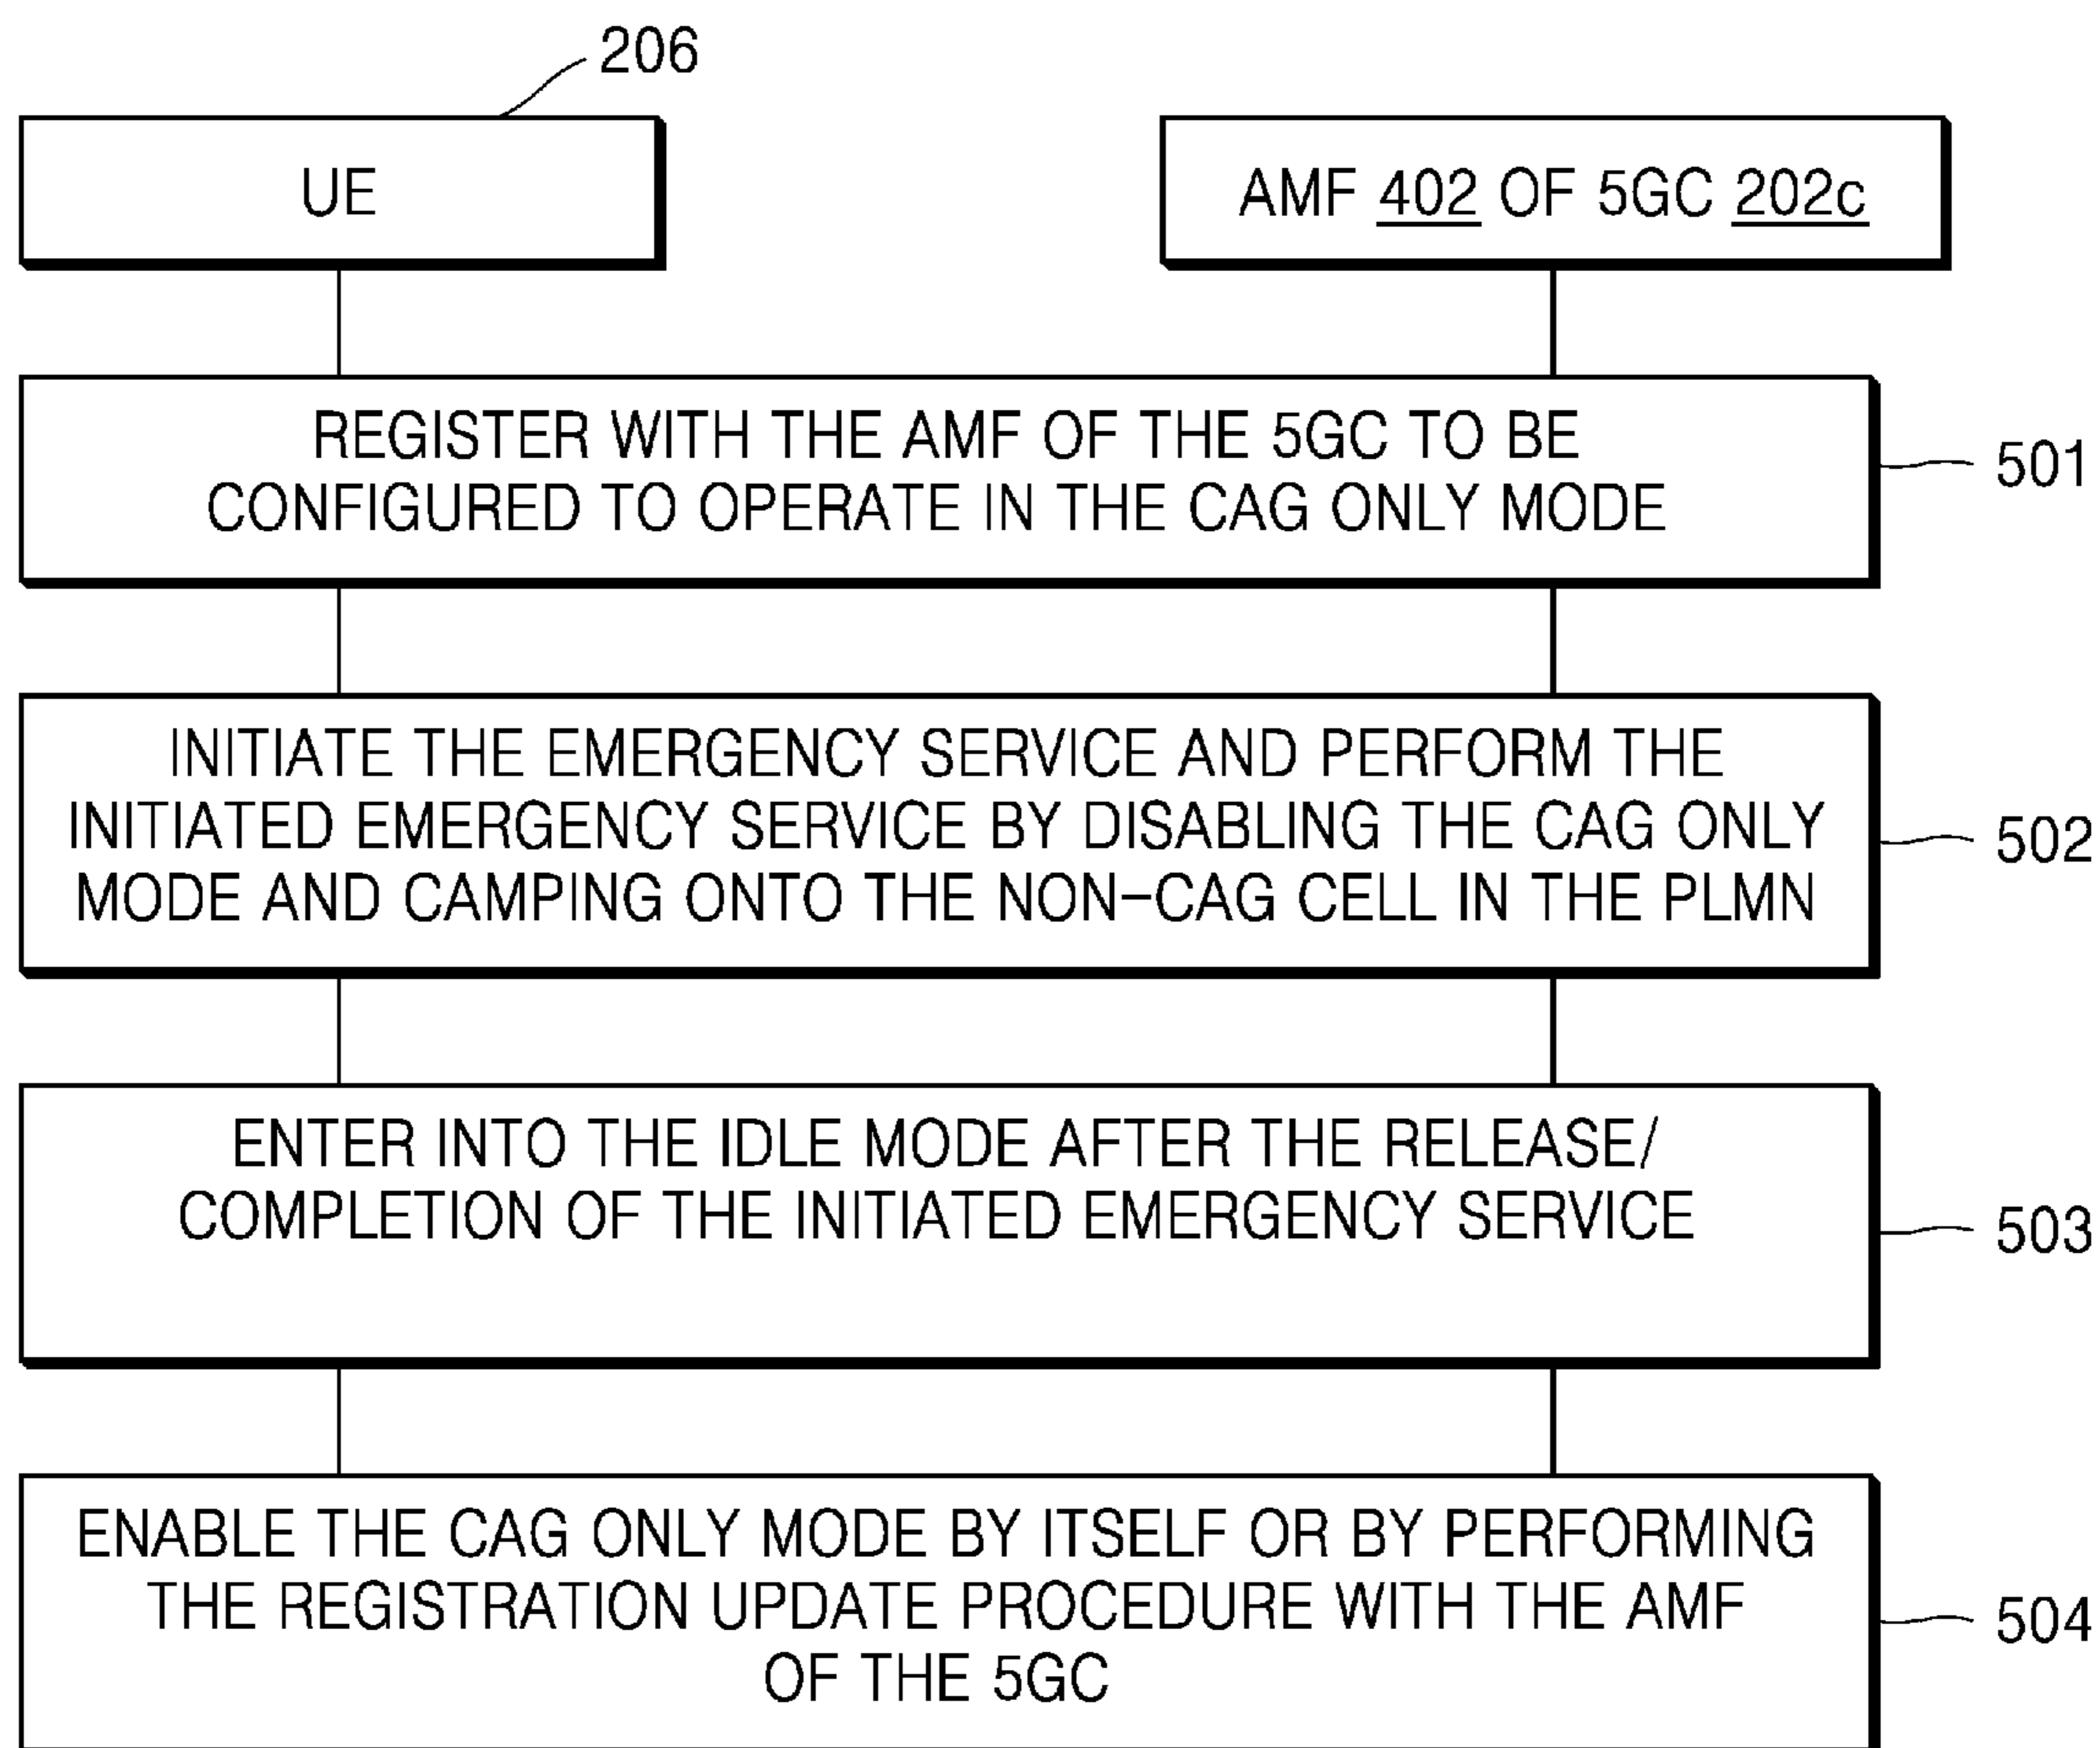 206
UE
AMF 402 OF 5GC 202c
REGISTER WITH THE AMF OF THE 5GC TO BE
CONFIGURED TO OPERATE IN THE CAG ONLY MODE
501
INITIATE THE EMERGENCY SERVICE AND PERFORM THE
INITIATED EMERGENCY SERVICE BY DISABLING THE CAG ONLY
MODE AND CAMPING ONTO THE NON-CAG CELL IN THE PLMN
502
ENTER INTO THE IDLE MODE AFTER THE RELEASE/
COMPLETION OF THE INITIATED EMERGENCY SERVICE
503
ENABLE THE CAG ONLY MODE BY ITSELF OR BY PERFORMING
THE REGISTRATION UPDATE PROCEDURE WITH THE AMF
OF THE 5GC
504